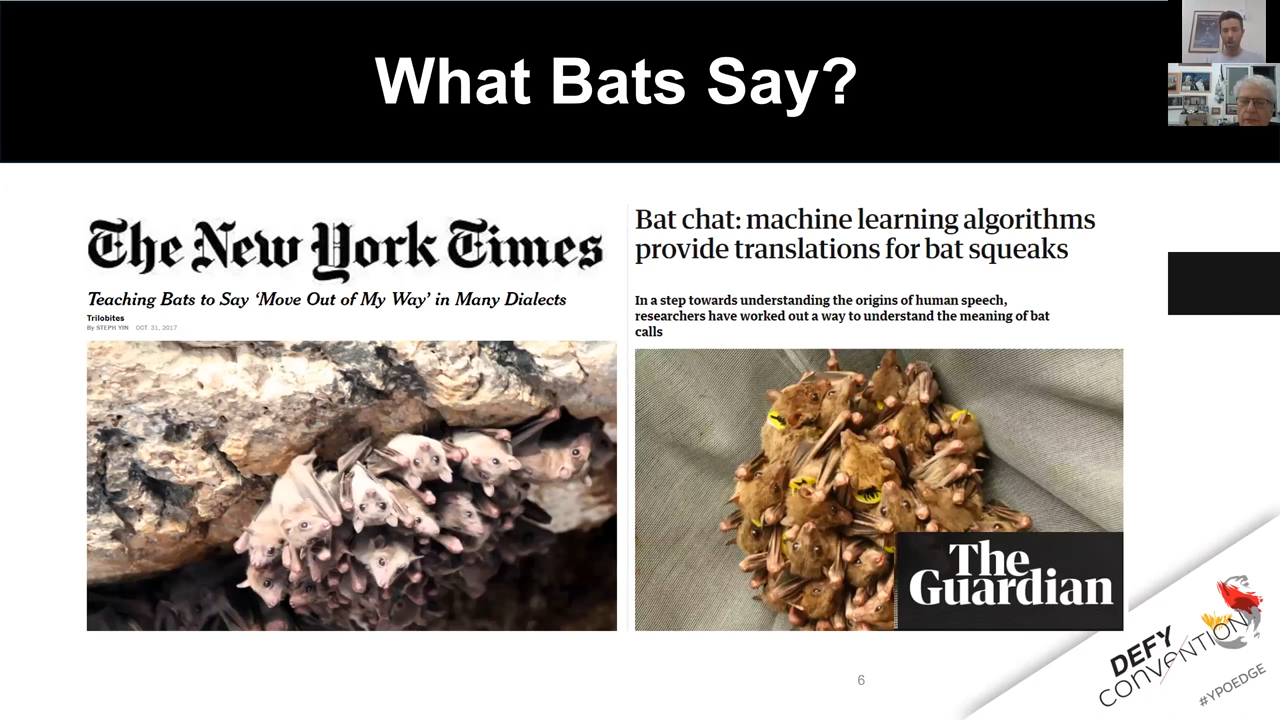 What Bats Say?
The New York Times
Teaching Bats to Say ‘Move Out of My Way’ in Many Dialects
Trilobites
By STEPH YIN OCT. 31, 2017
Bat chat: machine learning algorithms
provide translations for bat squeaks
In a step towards understanding the origins of human speech,
researchers have worked out a way to understand the meaning of bat
calls
The
Guardian
6
DEFY
CONVENTION
#YPOEDGE